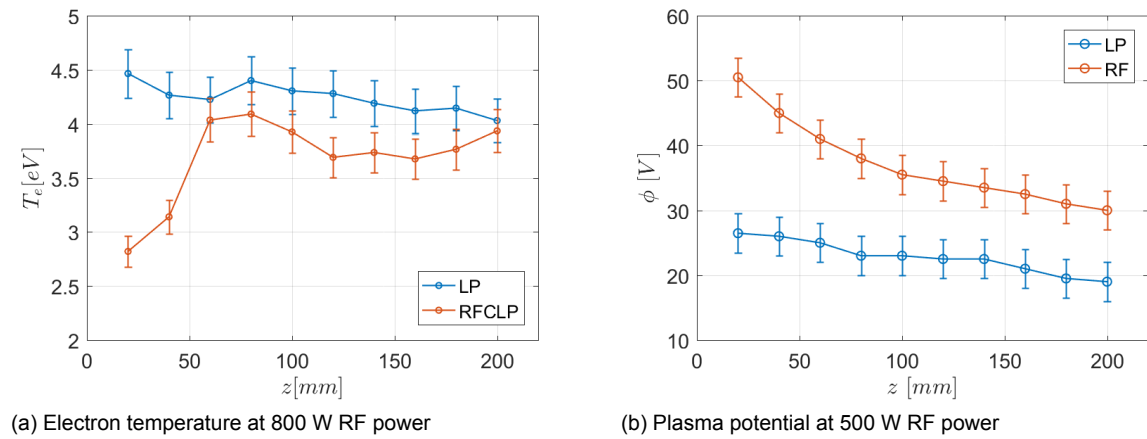 5
4.5
4
3.5
3
2.5
2
T_e[eV]
LP
RFCLP
0
50
100
150
200
z[mm]
(a) Electron temperature at 800 W RF power
60
50
40
30
20
10
ϕ [V]
LP
RF
0
50
100
150
200
z [mm]
(b) Plasma potential at 500 W RF power